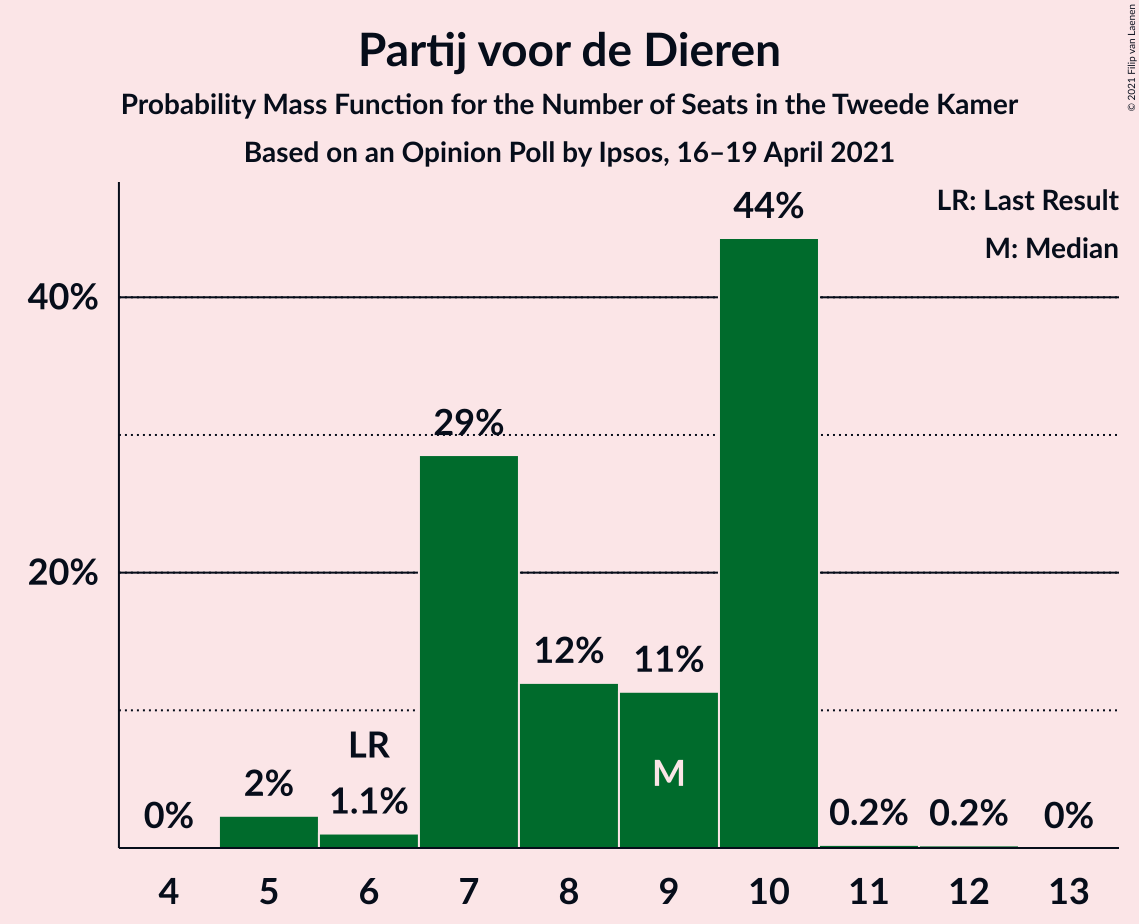 Partij voor de Dieren
Probability Mass Function for the Number of Seats in the Tweede Kamer
Based on an Opinion Poll by Ipsos, 16–19 April 2021
© 2021 Filip van Laenen
LR: Last Result
M: Median
44%
40%
29%
20%
12%
11%
LR
M
0%
2%
1.1%
0.2%
0.2%
0%
4 5 6 7 8 9 10 11 12 13